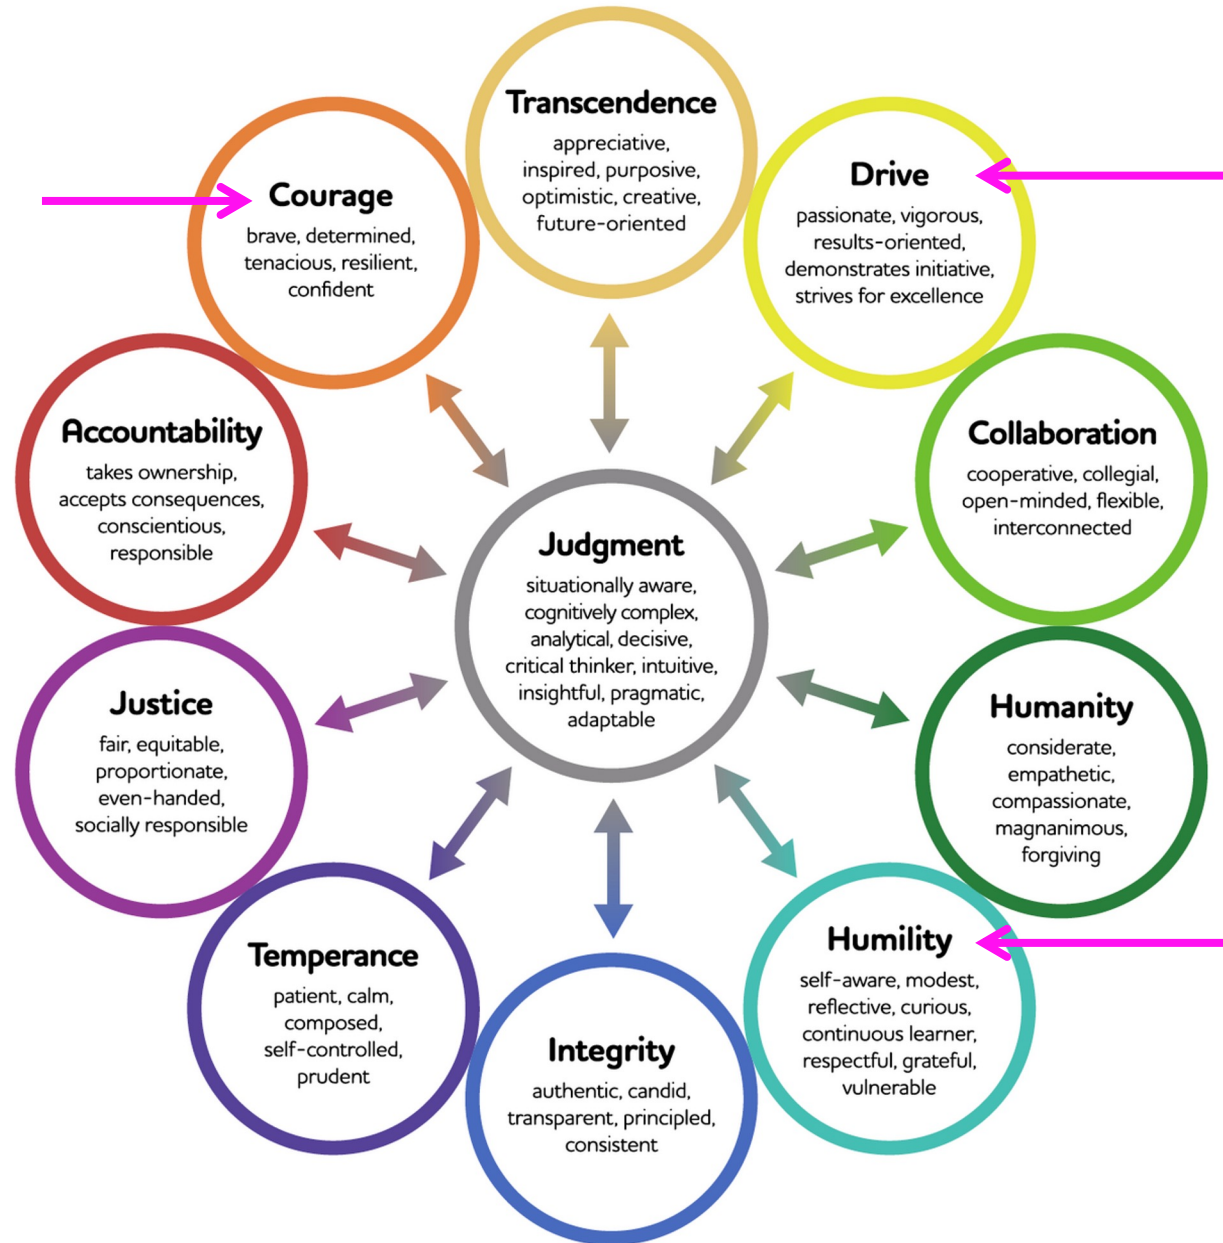 Transcendence
appreciative,
inspired, purposive,
optimistic, creative,
future-oriented
Drive
passionate, vigorous,
results-oriented,
demonstrates initiative,
strives for excellence
Collaboration
cooperative, collegial,
open-minded, flexible,
interconnected
Humanity
considerate,
empathetic,
compassionate,
magnanimous,
forgiving
Humility
self-aware, modest,
reflective, curious,
continuous learner,
respectful, grateful,
vulnerable
Integrity
authentic, candid,
transparent, principled,
consistent
Temperance
patient, calm,
composed,
self-controlled,
prudent
Justice
fair, equitable,
proportionate,
even-handed,
socially responsible
Accountability
takes ownership,
accepts consequences,
conscientious,
responsible
Courage
brave, determined,
tenacious, resilient,
confident
Judgment
situationally aware,
cognitively complex,
analytical, decisive,
critical thinker, intuitive,
insightful, pragmatic,
adaptable